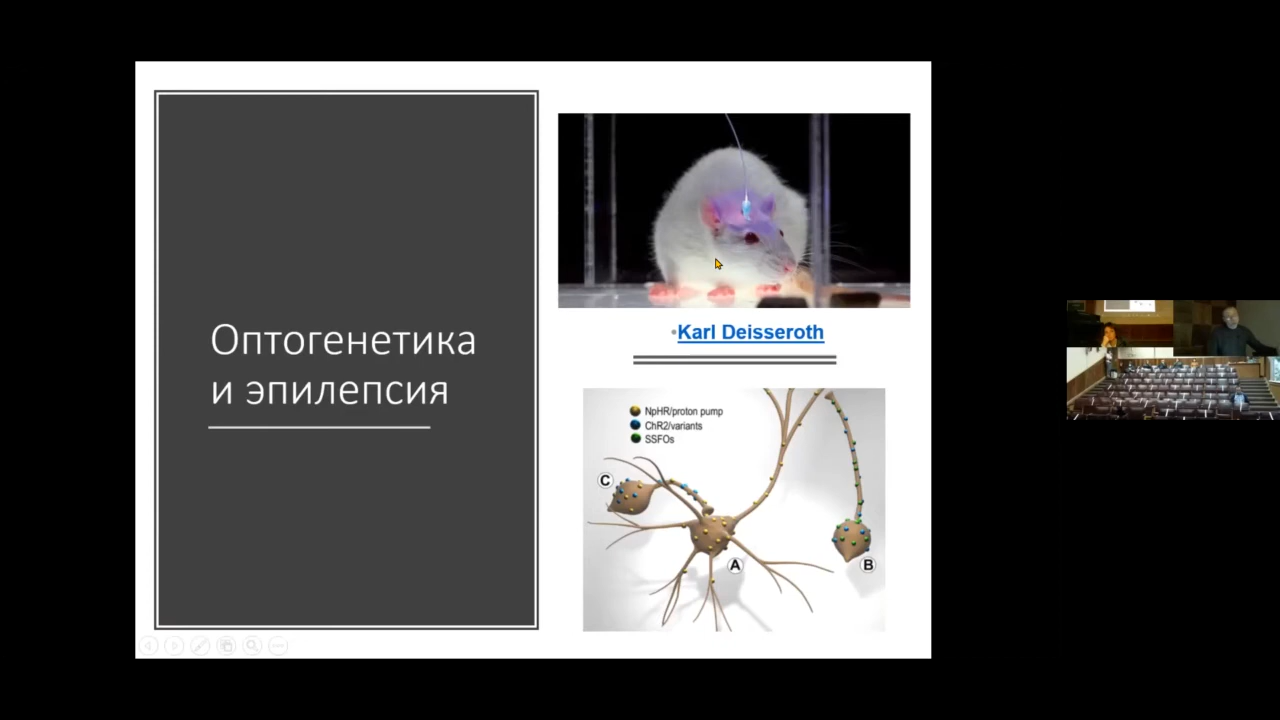 Оптогенетика
и эпилепсия
•Karl Deisseroth
NpHR/proton pump
ChR2/variants
SSFOs
C
A
B